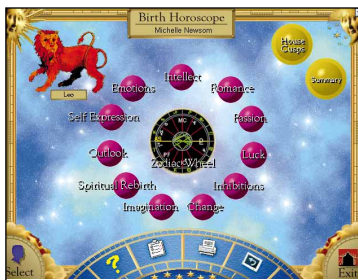 Birth Horoscope
Michelle Newsom
House
Cusps
Summary
Leo
Intellect
Emotions
Romance
Self Expression
Passion
MC
Outlook
Luck
Zodiac Wheel
Spiritual Rebirth
Inhibitions
Imagination
Change
Select
?
Exit